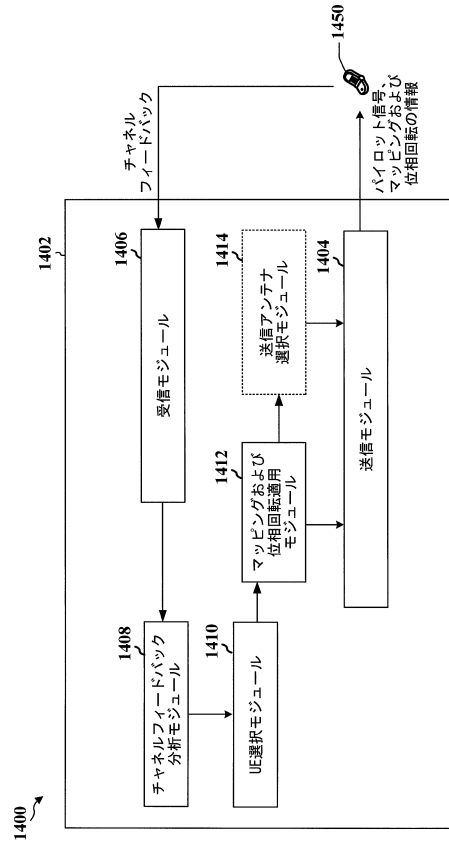 1400
1402
チャネル
フィードバック
1406
受信モジュール
1408
チャネルフィードバック
分析モジュール
1410
UE選択モジュール
1412
マッピングおよび
位相回転適用
モジュール
1414
送信アンテナ
選択モジュール
1404
送信モジュール
1450
パイロット信号、
マッピングおよび
位相回転の情報